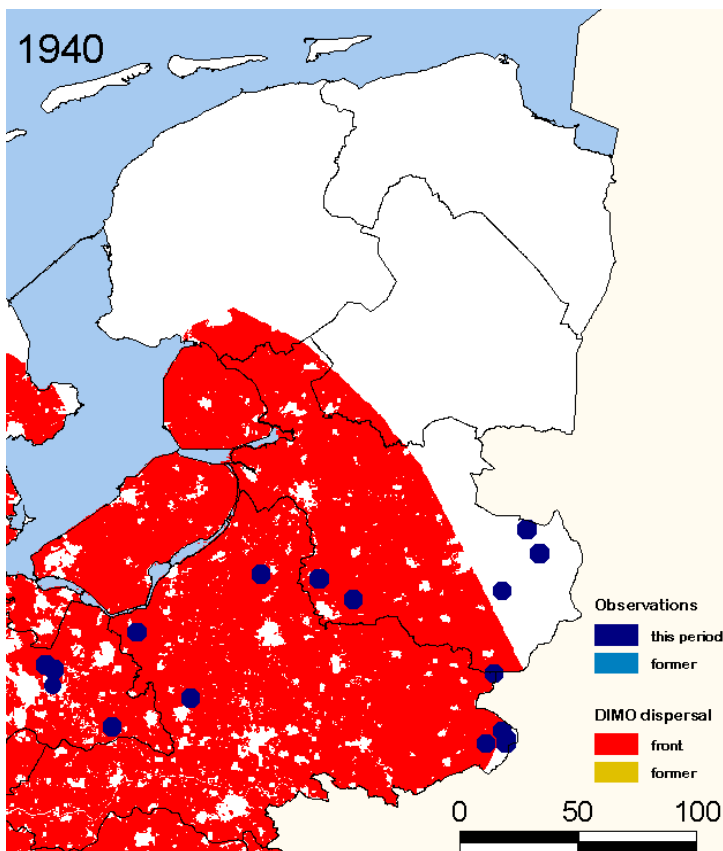 1940
Observations
this period
former
DIMO dispersal
front
former
0 50 100